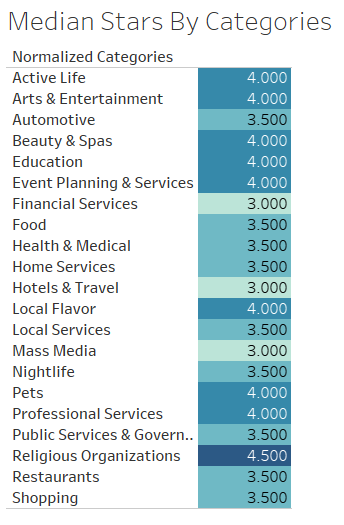 Median Stars By Categories
Normalized Categories
Active Life 4.000
Arts & Entertainment 4.000
Automotive 3.500
Beauty & Spas 4.000
Education 4.000
Event Planning & Services 4.000
Financial Services 3.000
Food 3.500
Health & Medical 3.500
Home Services 3.500
Hotels & Travel 3.000
Local Flavor 4.000
Local Services 3.500
Mass Media 3.000
Nightlife 3.500
Pets 4.000
Professional Services 4.000
Public Services & Govern.. 3.500
Religious Organizations 4.500
Restaurants 3.500
Shopping 3.500